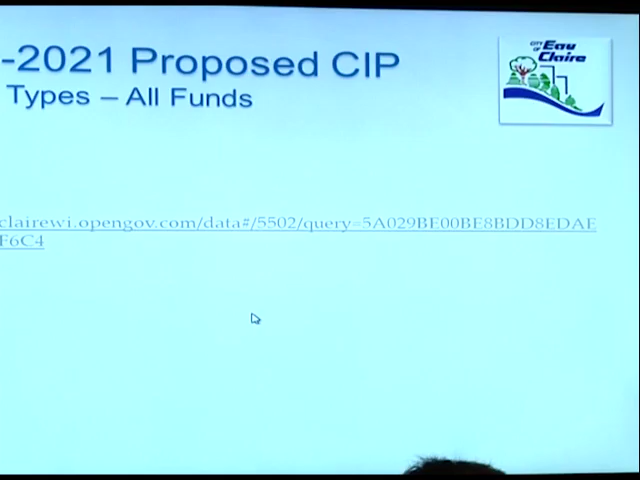 -2021 Proposed CIP
Types – All Funds
CITY OF Eau Claire
clairewi.opengov.com/data#/5502/query=5A029BE00BE8BDD8EDAE
F6C4